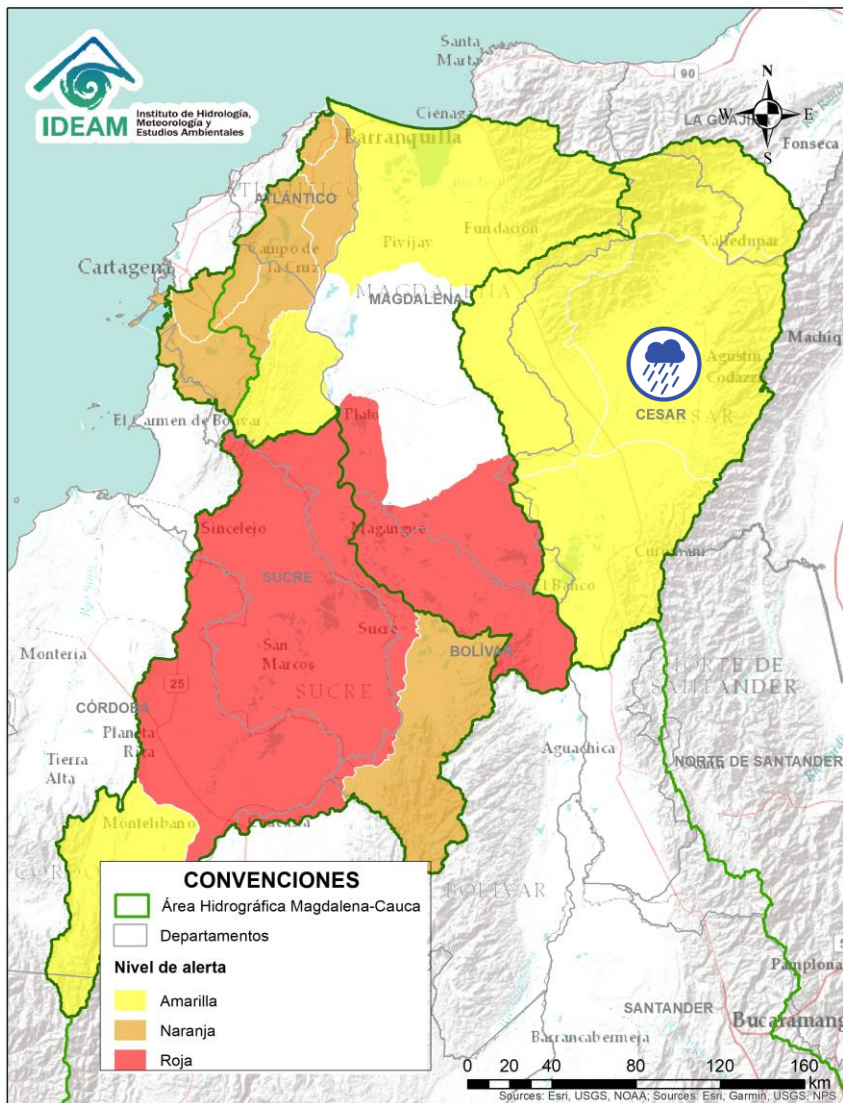 IDEAM
Instituto de Hidrología,
Meteorología y
Estudios Ambientales
Santa
Marta
90
N
W
E
S
LA GUAJIRA
Fonseca
Ciénaga
Barranquilla
ATLÁNTICO
ATLÁNTICO
Fundación
Valledupar
Pivijay
Campo de
la Cruz
Cartagena
MAGDALENA
MAGDALENA
Agustín
Codazzi
CESAR
El Carmen de Bolívar
Plato
Sincelejo
Magangué
SUCRE
El Banco
Sucre
San
Marcos
BOLÍVAR
Montería
SUCRE
NORTE DE
SANTANDER
25
CÓRDOBA
Planeta
Rica
Tierra
Alta
Aguachica
NORTE DE SANTANDER
Montelíbano
BOLÍVAR
CONVENCIONES
Área Hidrográfica Magdalena-Cauca
Departamentos
Nivel de alerta
Amarilla
Naranja
Roja
Pamplona
SANTANDER
Bucaramang
Barrancabermeja
0 20 40 80 120 160
km
Sources: Esri, USGS, NOAA; Sources: Esri, Garmin, USGS, NPS